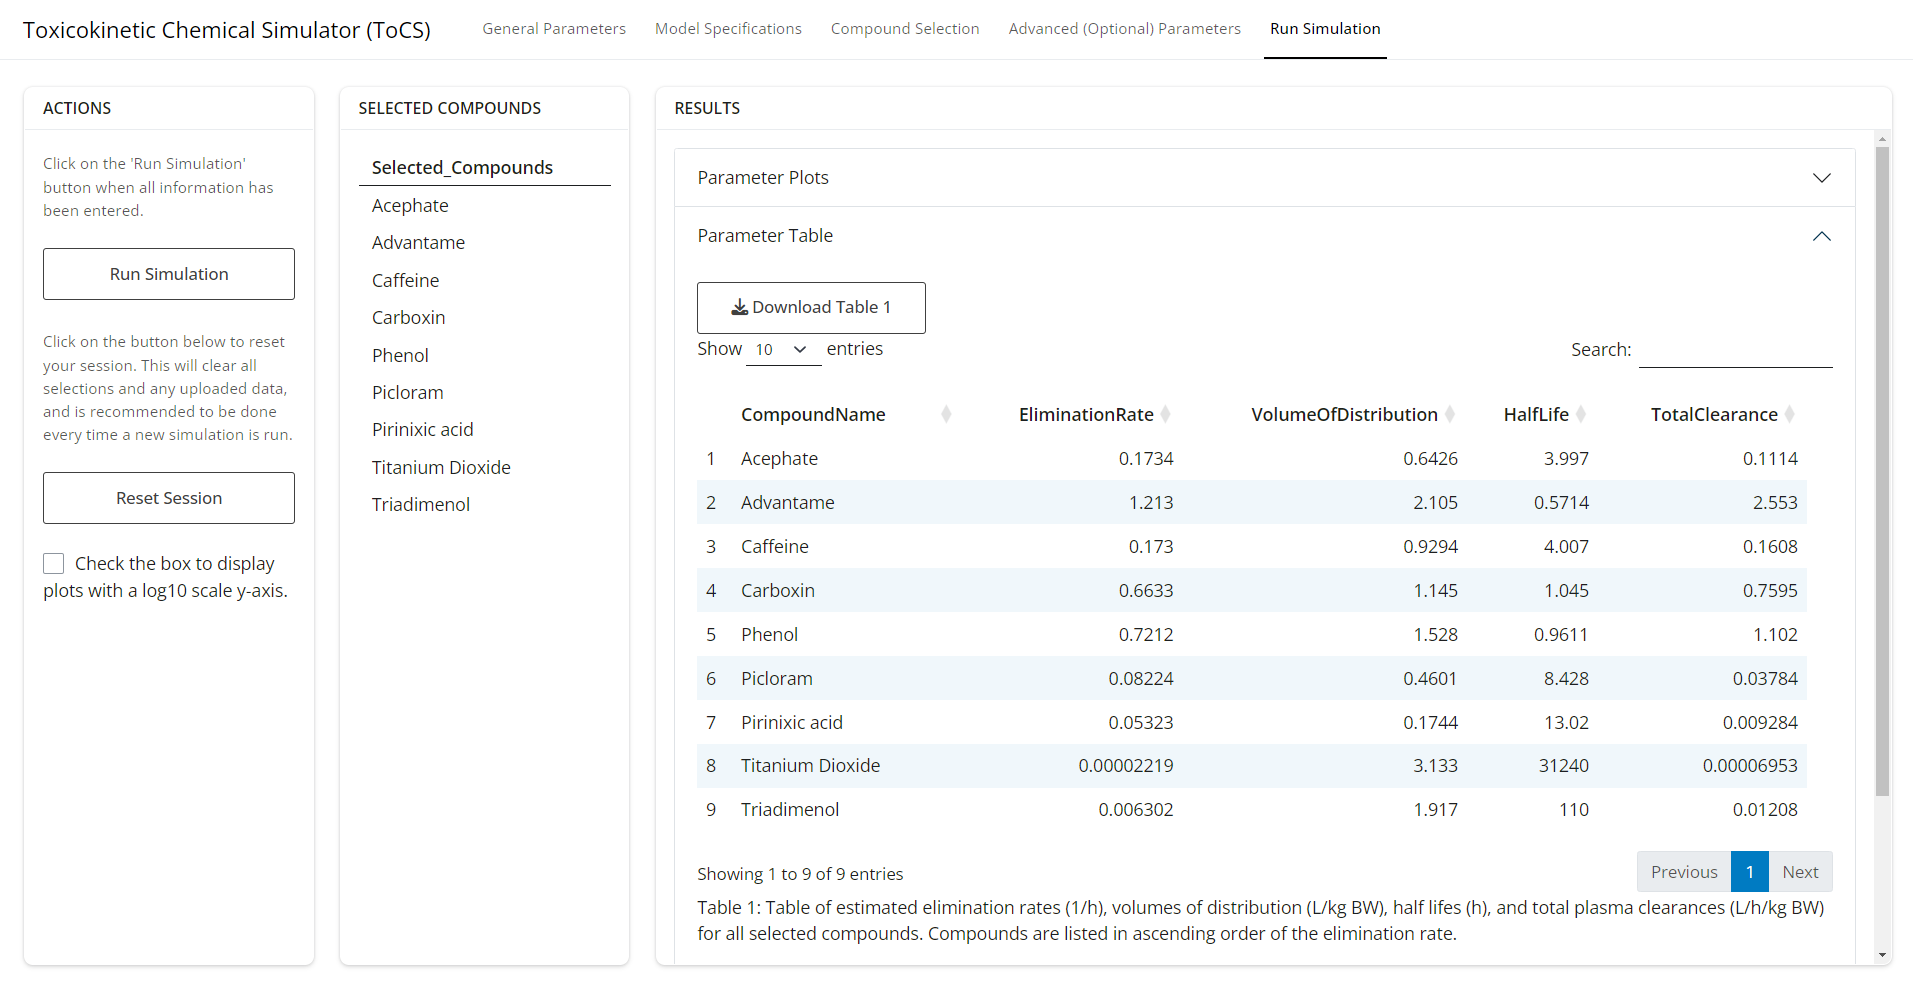 Toxicokinetic Chemical Simulator (ToCS)
General Parameters
Model Specifications
Compound Selection
Advanced (Optional) Parameters
Run Simulation
ACTIONS
Click on the 'Run Simulation'
button when all information has
been entered.
Run Simulation
Click on the button below to reset
your session. This will clear all
selections and any uploaded data,
and is recommended to be done
every time a new simulation is run.
Reset Session
Check the box to display
plots with a log10 scale y-axis.
SELECTED COMPOUNDS
Selected_Compounds
Acephate
Advantame
Caffeine
Carboxin
Phenol
Picloram
Pirinixic acid
Titanium Dioxide
Triadimenol
RESULTS
Parameter Plots
Parameter Table
Download Table 1
Show 10 entries
Search:
CompoundName EliminationRate VolumeOfDistribution HalfLife TotalClearance
1 Acephate 0.1734 0.6426 3.997 0.1114
2 Advantame 1.213 2.105 0.5714 2.553
3 Caffeine 0.173 0.9294 4.007 0.1608
4 Carboxin 0.6633 1.145 1.045 0.7595
5 Phenol 0.7212 1.528 0.9611 1.102
6 Picloram 0.08224 0.4601 8.428 0.03784
7 Pirinixic acid 0.05323 0.1744 13.02 0.009284
8 Titanium Dioxide 0.00002219 3.133 31240 0.00006953
9 Triadimenol 0.006302 1.917 110 0.01208
Showing 1 to 9 of 9 entries
Previous 1 Next
Table 1: Table of estimated elimination rates (1/h), volumes of distribution (L/kg BW), half lifes (h), and total plasma clearances (L/h/kg BW)
for all selected compounds. Compounds are listed in ascending order of the elimination rate.